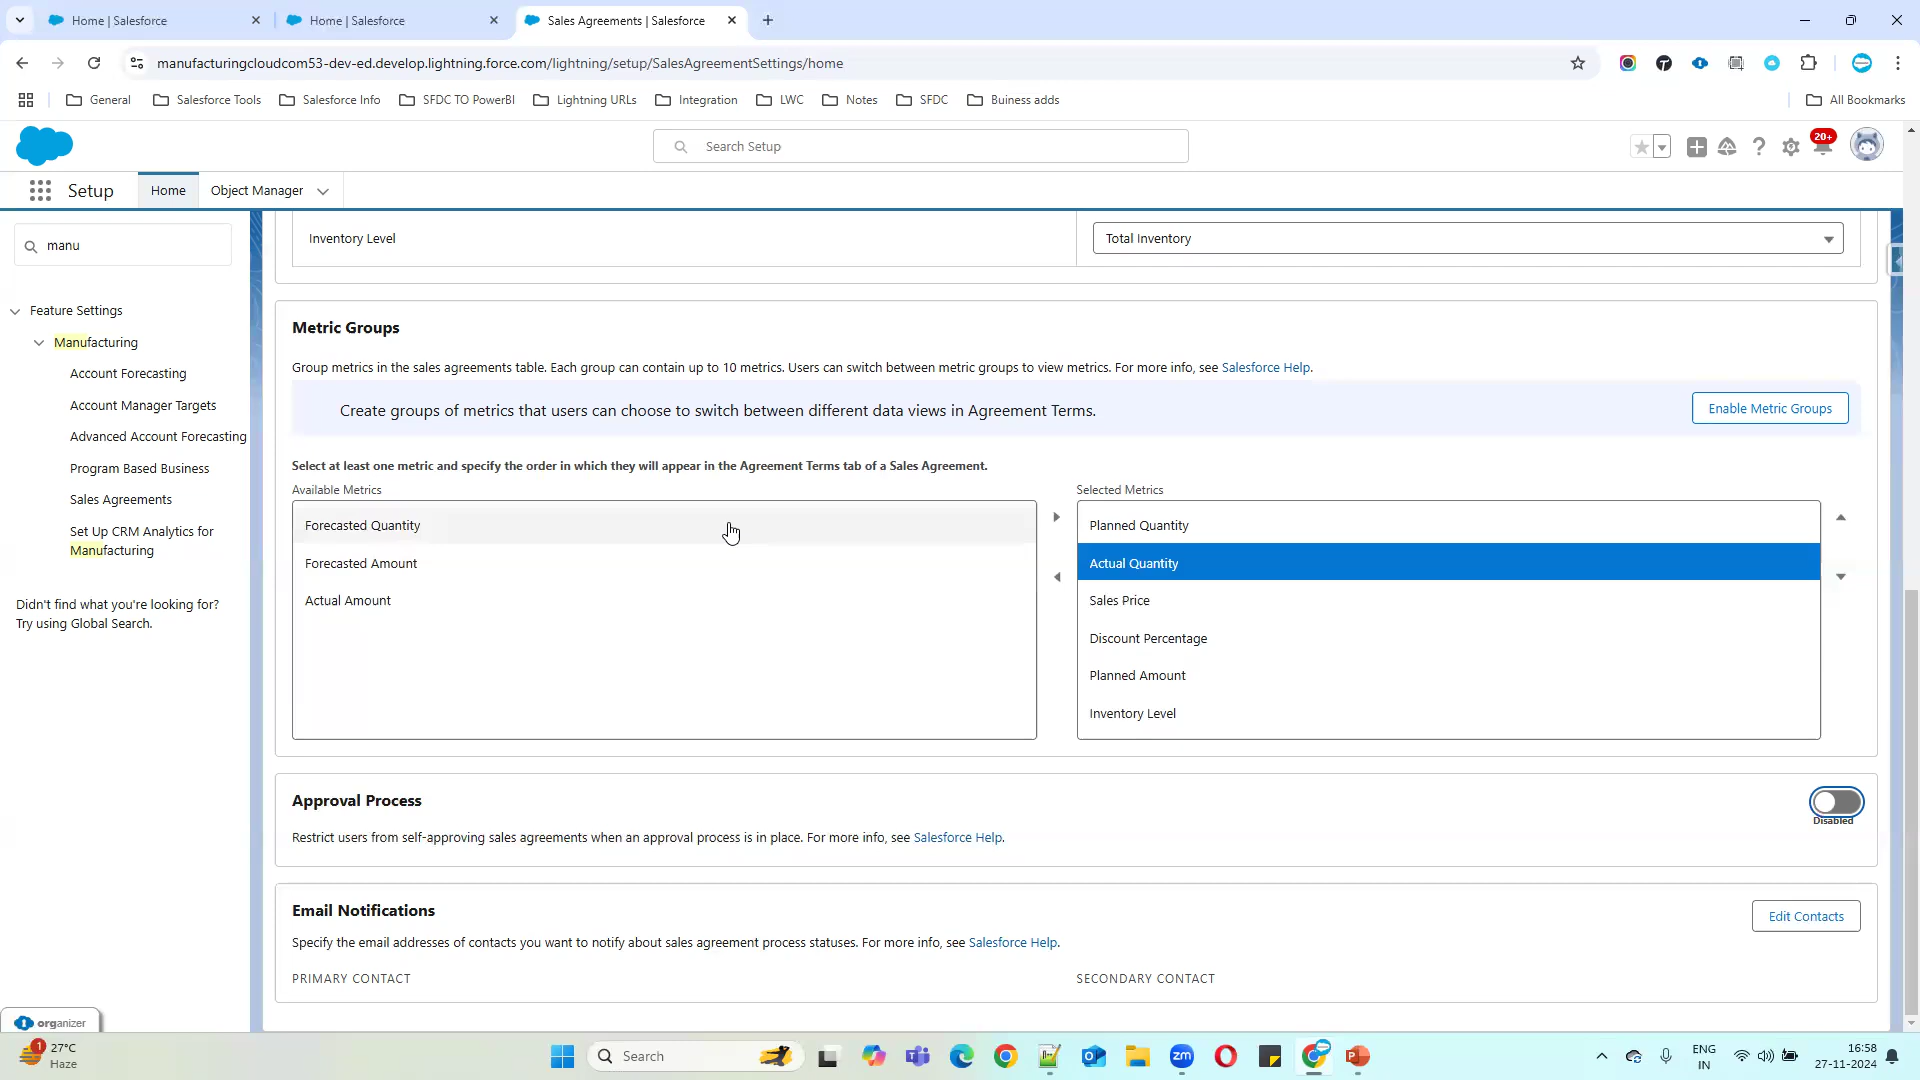 Home | Salesforce
Home | Salesforce
Sales Agreements | Salesforce
manufacturingcloudcom53-dev-ed.develop.lightning.force.com/lightning/setup/SalesAgreementSettings/home
General
Salesforce Tools
Salesforce Info
SFDC TO PowerBI
Lightning URLs
Integration
LWC
Notes
SFDC
Buiness adds
All Bookmarks
Search Setup
20+
Setup
Home
Object Manager
manu
Feature Settings
Manufacturing
Account Forecasting
Account Manager Targets
Advanced Account Forecasting
Program Based Business
Sales Agreements
Set Up CRM Analytics for
Manufacturing
Didn't find what you're looking for?
Try using Global Search.
Inventory Level
Total Inventory
Metric Groups
Group metrics in the sales agreements table. Each group can contain up to 10 metrics. Users can switch between metric groups to view metrics. For more info, see Salesforce Help.
Create groups of metrics that users can choose to switch between different data views in Agreement Terms.
Enable Metric Groups
Select at least one metric and specify the order in which they will appear in the Agreement Terms tab of a Sales Agreement.
Available Metrics
Forecasted Quantity
Forecasted Amount
Actual Amount
Selected Metrics
Planned Quantity
Actual Quantity
Sales Price
Discount Percentage
Planned Amount
Inventory Level
Approval Process
Restrict users from self-approving sales agreements when an approval process is in place. For more info, see Salesforce Help.
Disabled
Email Notifications
Specify the email addresses of contacts you want to notify about sales agreement process statuses. For more info, see Salesforce Help.
Edit Contacts
PRIMARY CONTACT
SECONDARY CONTACT
organizer
1
27°C
Haze
Search
zm
ENG
IN
16:58
27-11-2024